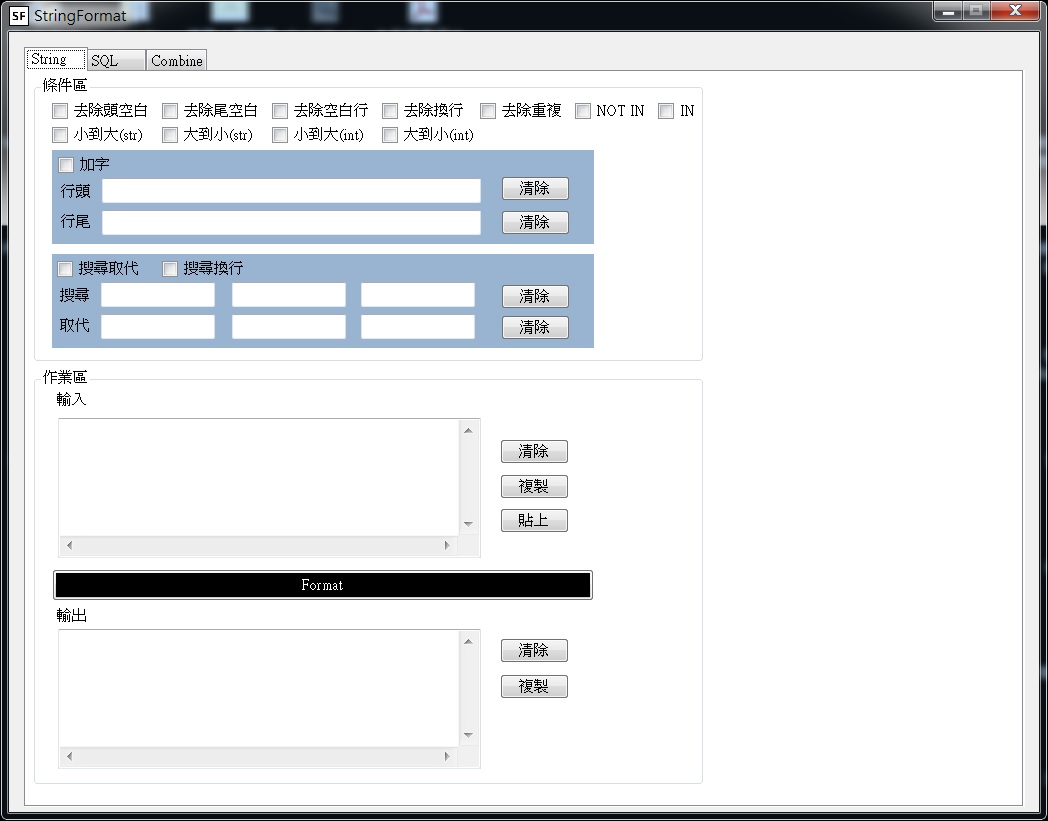 SF StringFormat
String SQL Combine
條件區
去除頭空白 去除尾空白 去除空白行 去除換行 去除重複 NOT IN IN
小到大(str) 大到小(str) 小到大(int) 大到小(int)
加字
行頭 清除
行尾 清除
搜尋取代 搜尋換行
搜尋 清除
取代 清除
作業區
輸入
清除
複製
貼上
Format
輸出
清除
複製